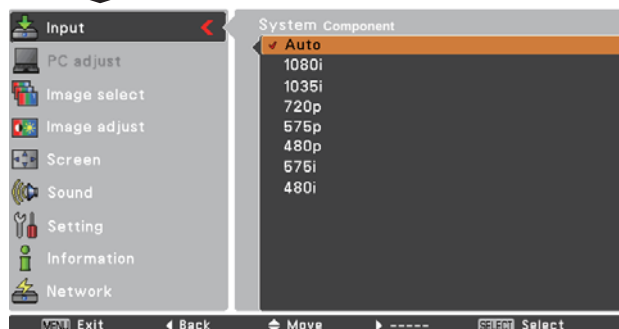 Input
PC adjust
Image select
Image adjust
Screen
Sound
Setting
Information
Network
System Component
Auto
1080i
1035i
720p
575p
480p
575i
480i
MENU Exit Back Move ----- SELECT Select